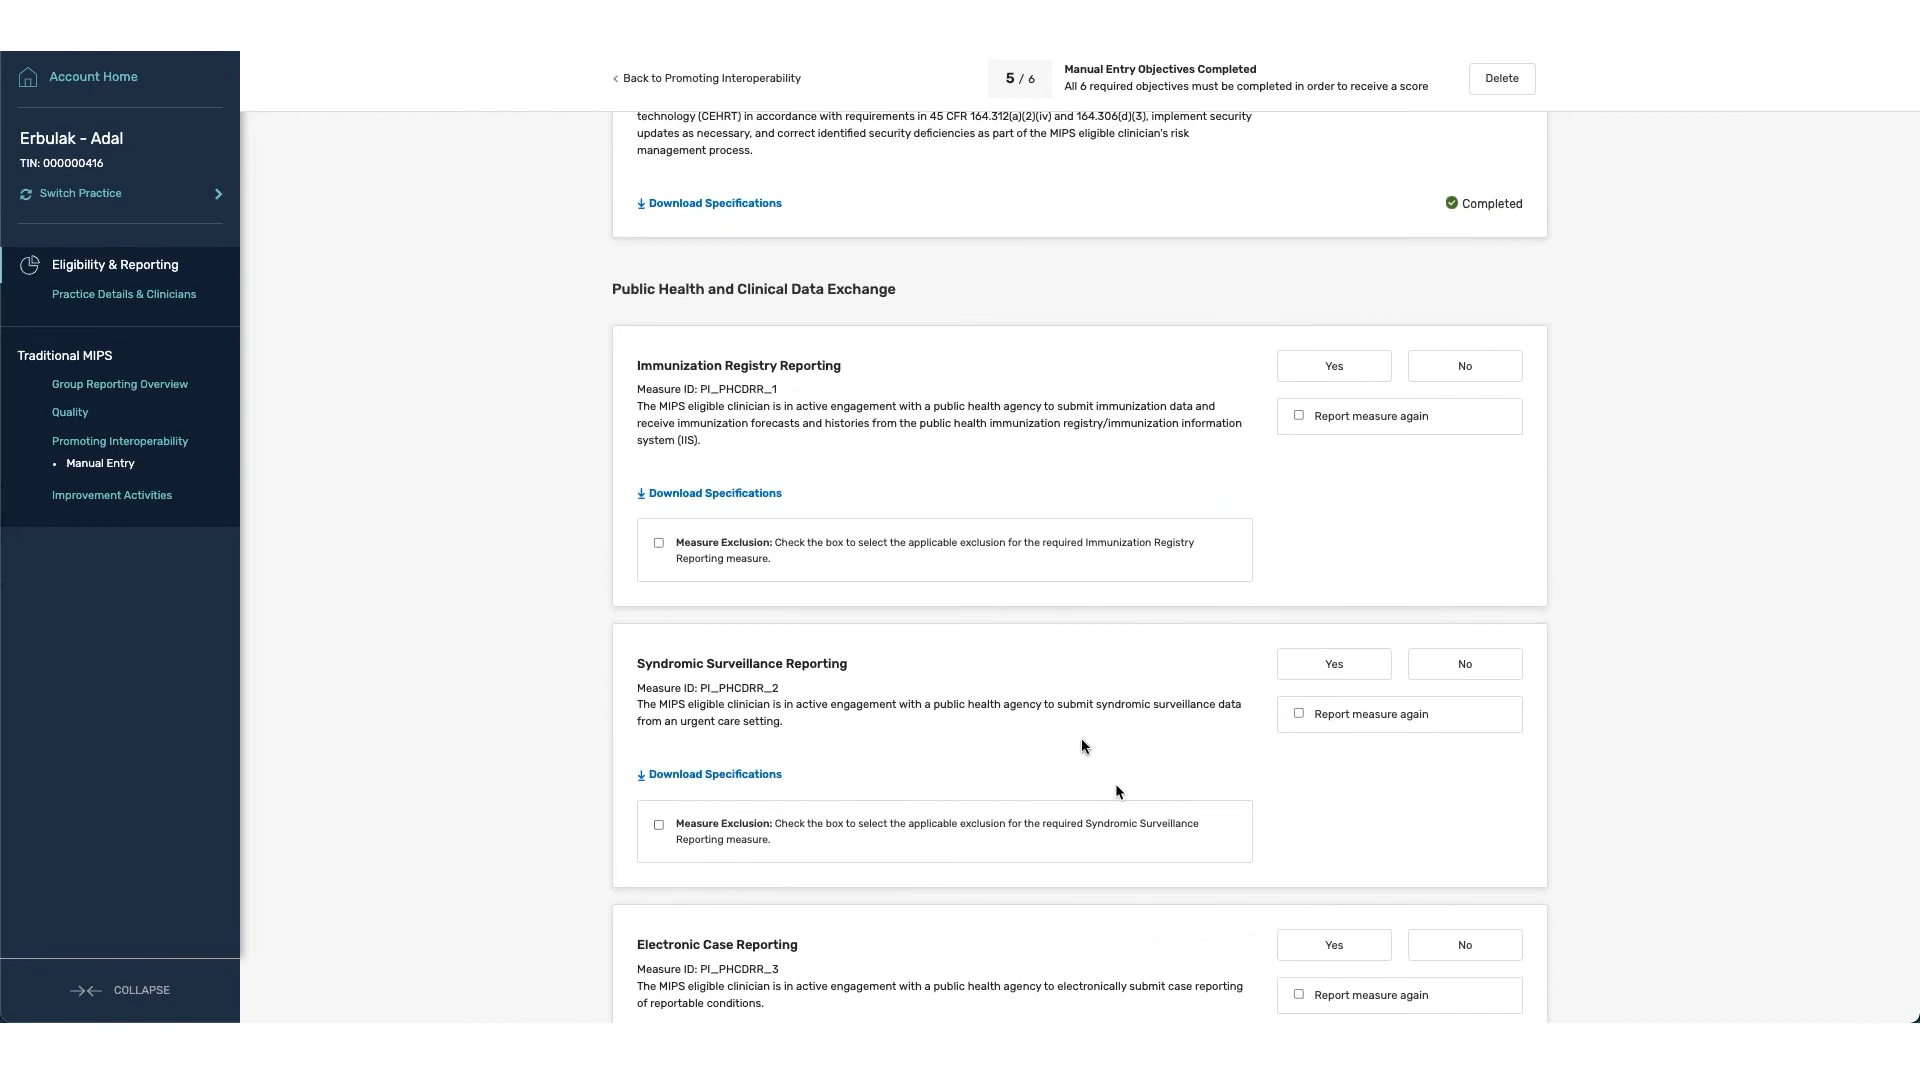 Account Home
Erbulak - Adal
TIN: 000000416
Switch Practice
Eligibility & Reporting
Practice Details & Clinicians
Traditional MIPS
Group Reporting Overview
Quality
Promoting Interoperability
• Manual Entry
Improvement Activities
COLLAPSE
< Back to Promoting Interoperability
5 / 6
Manual Entry Objectives Completed
All 6 required objectives must be completed in order to receive a score
Delete
technology (CEHRT) in accordance with requirements in 45 CFR 164.312(a)(2)(iv) and 164.306(d)(3), implement security
updates as necessary, and correct identified security deficiencies as part of the MIPS eligible clinician's risk
management process.
Download Specifications
Completed
Public Health and Clinical Data Exchange
Immunization Registry Reporting
Measure ID: PI_PHCDRR_1
The MIPS eligible clinician is in active engagement with a public health agency to submit immunization data and
receive immunization forecasts and histories from the public health immunization registry/immunization information
system (IIS).
Yes
No
Report measure again
Download Specifications
Measure Exclusion: Check the box to select the applicable exclusion for the required Immunization Registry
Reporting measure.
Syndromic Surveillance Reporting
Measure ID: PI_PHCDRR_2
The MIPS eligible clinician is in active engagement with a public health agency to submit syndromic surveillance data
from an urgent care setting.
Yes
No
Report measure again
Download Specifications
Measure Exclusion: Check the box to select the applicable exclusion for the required Syndromic Surveillance
Reporting measure.
Electronic Case Reporting
Measure ID: PI_PHCDRR_3
The MIPS eligible clinician is in active engagement with a public health agency to electronically submit case reporting
of reportable conditions.
Yes
No
Report measure again